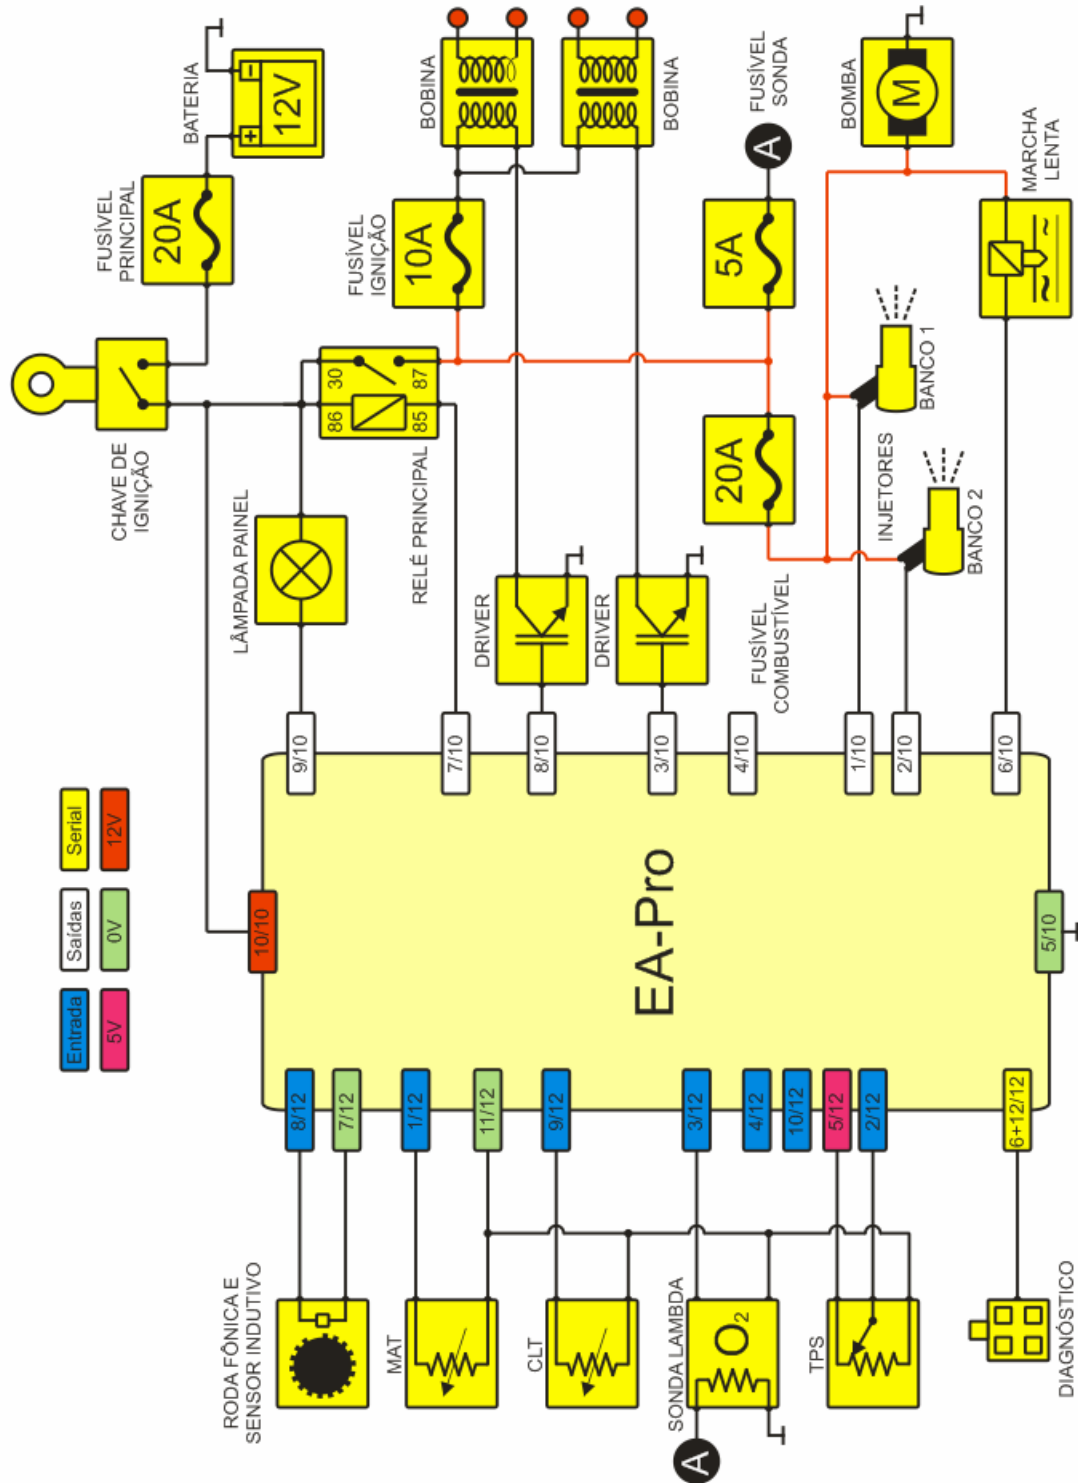 Entrada
Saídas
Serial
5V
0V
12V
BATERIA
12V
+
−
FUSÍVEL
PRINCIPAL
20A
CHAVE DE
IGNIÇÃO
LÂMPADA PAINEL
RELÉ PRINCIPAL
86
30
85
87
FUSÍVEL
IGNIÇÃO
10A
BOBINA
BOBINA
DRIVER
DRIVER
FUSÍVEL
SONDA
A
5A
20A
FUSÍVEL
COMBUSTÍVEL
BOMBA
M
MARCHA
LENTA
INJETORES
BANCO 1
BANCO 2
EA-Pro
10/10
9/10
7/10
8/10
3/10
4/10
1/10
2/10
6/10
5/10
8/12
7/12
1/12
11/12
9/12
3/12
4/12
10/12
5/12
2/12
6+12/12
RODA FÔNICA E
SENSOR INDUTIVO
MAT
CLT
SONDA LAMBDA
O2
A
TPS
DIAGNÓSTICO